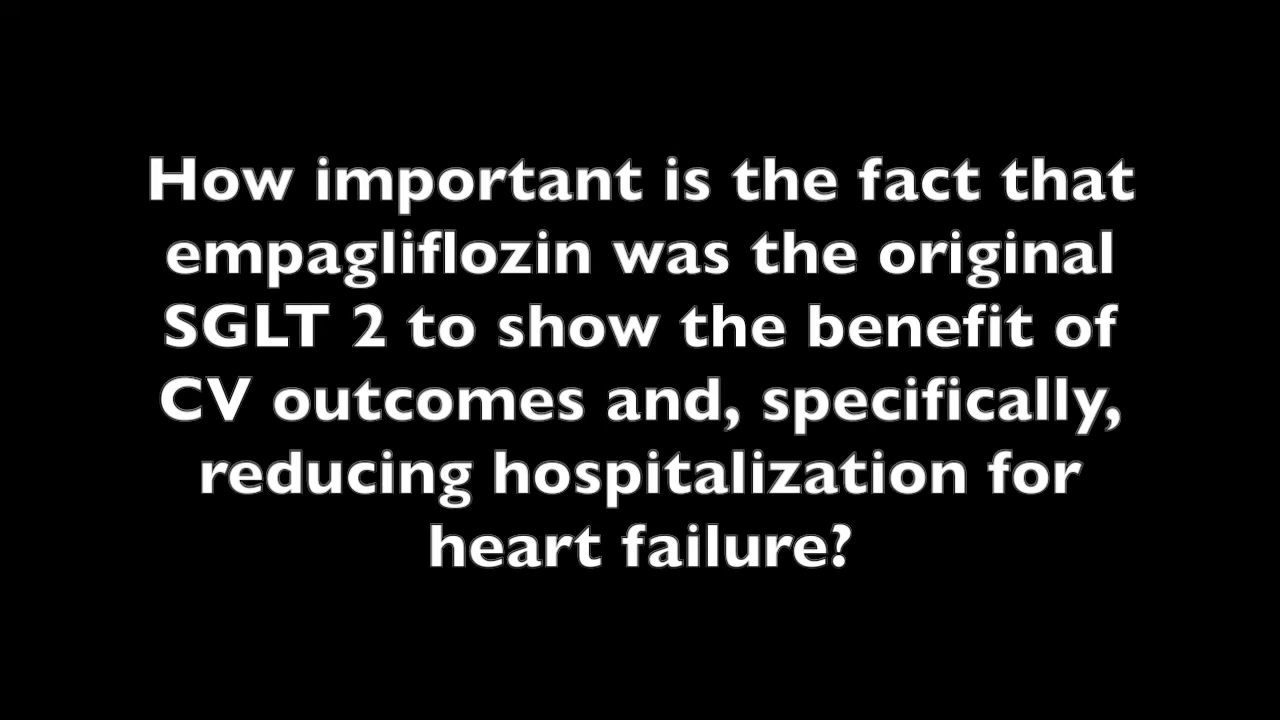 How important is the fact that
empagliflozin was the original
SGLT 2 to show the benefit of
CV outcomes and, specifically,
reducing hospitalization for
heart failure?